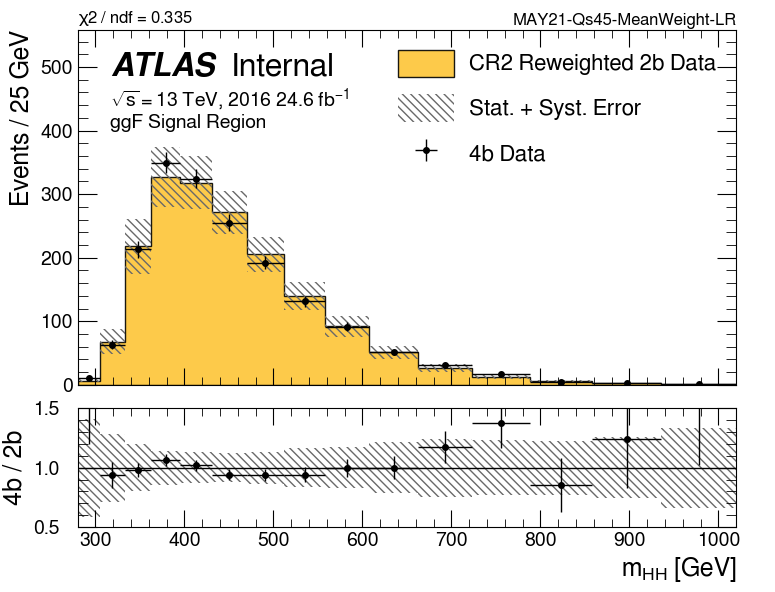 χ2 / ndf = 0.335
MAY21-Qs45-MeanWeight-LR
ATLAS Internal
√s = 13 TeV, 2016 24.6 fb⁻¹
ggF Signal Region
CR2 Reweighted 2b Data
Stat. + Syst. Error
4b Data
Events / 25 GeV
500
400
300
200
100
0
4b / 2b
1.5
1.0
0.5
300 400 500 600 700 800 900 1000
m_HH [GeV]